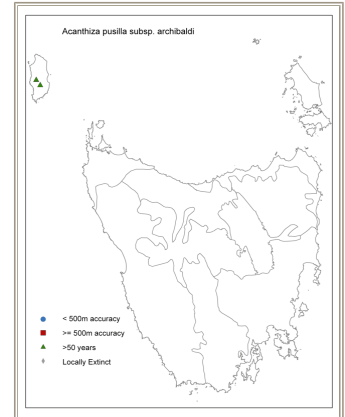 Acanthiza pusilla subsp. archibaldi
< 500m accuracy
>= 500m accuracy
>50 years
Locally Extinct